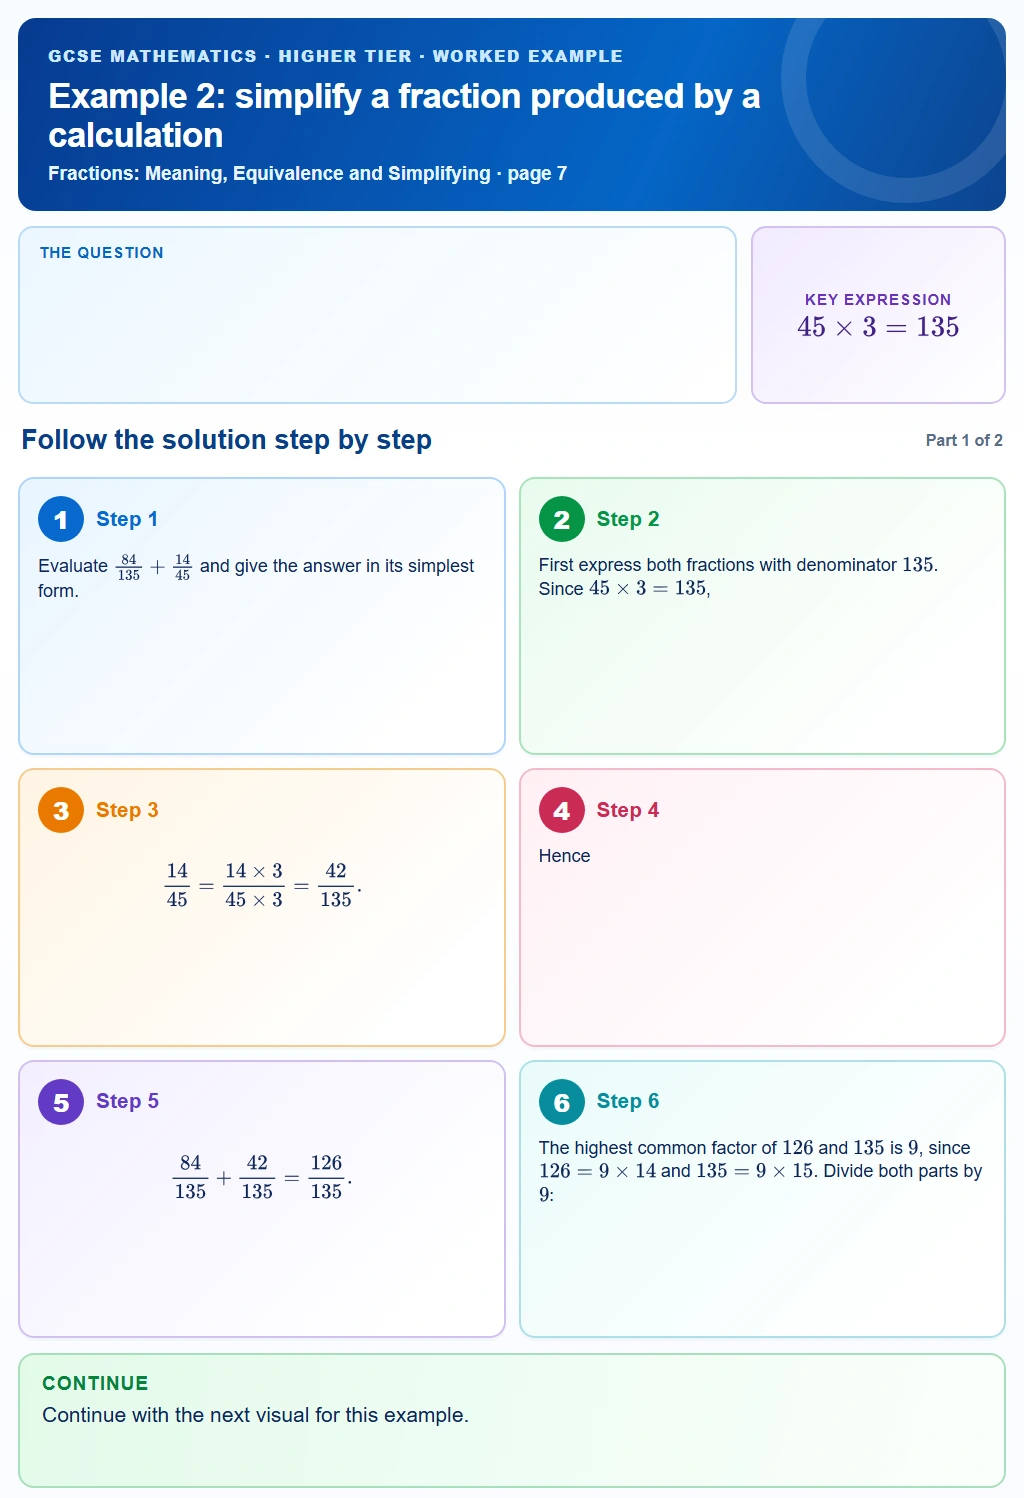 GCSE MATHEMATICS · HIGHER TIER · WORKED EXAMPLE
Example 2: simplify a fraction produced by a
calculation
Fractions: Meaning, Equivalence and Simplifying · page 7
THE QUESTION
KEY EXPRESSION
45 × 3 = 135
Follow the solution step by step
Part 1 of 2
1 Step 1
Evaluate 84/135 + 14/45 and give the answer in its simplest
form.
2 Step 2
First express both fractions with denominator 135.
Since 45 × 3 = 135,
3 Step 3
14/45 = (14 × 3)/(45 × 3) = 42/135.
4 Step 4
Hence
5 Step 5
84/135 + 42/135 = 126/135.
6 Step 6
The highest common factor of 126 and 135 is 9, since
126 = 9 × 14 and 135 = 9 × 15. Divide both parts by
9:
CONTINUE
Continue with the next visual for this example.